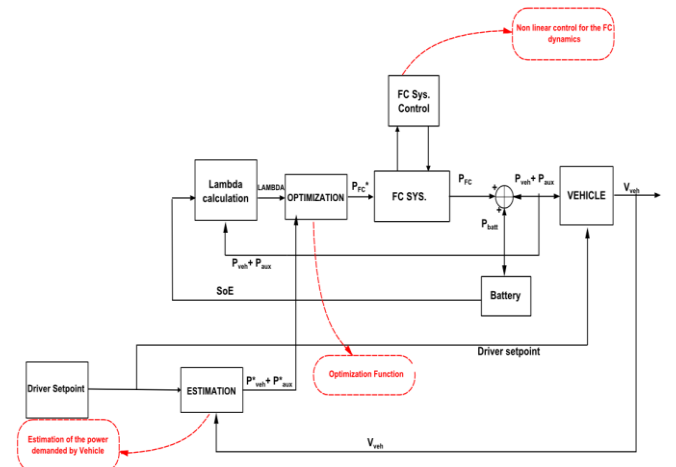 Non linear control for the FC
dynamics
FC Sys.
Control
Lambda
calculation
LAMBDA
OPTIMIZATION
PFC*
FC SYS.
PFC
+
+
Pveh+ Paux
VEHICLE
Vveh
Pbatt
Pveh+ Paux
SoE
Battery
Driver setpoint
Driver Setpoint
ESTIMATION
P*veh+ P*aux
Optimization Function
Estimation of the power
demanded by Vehicle
Vveh